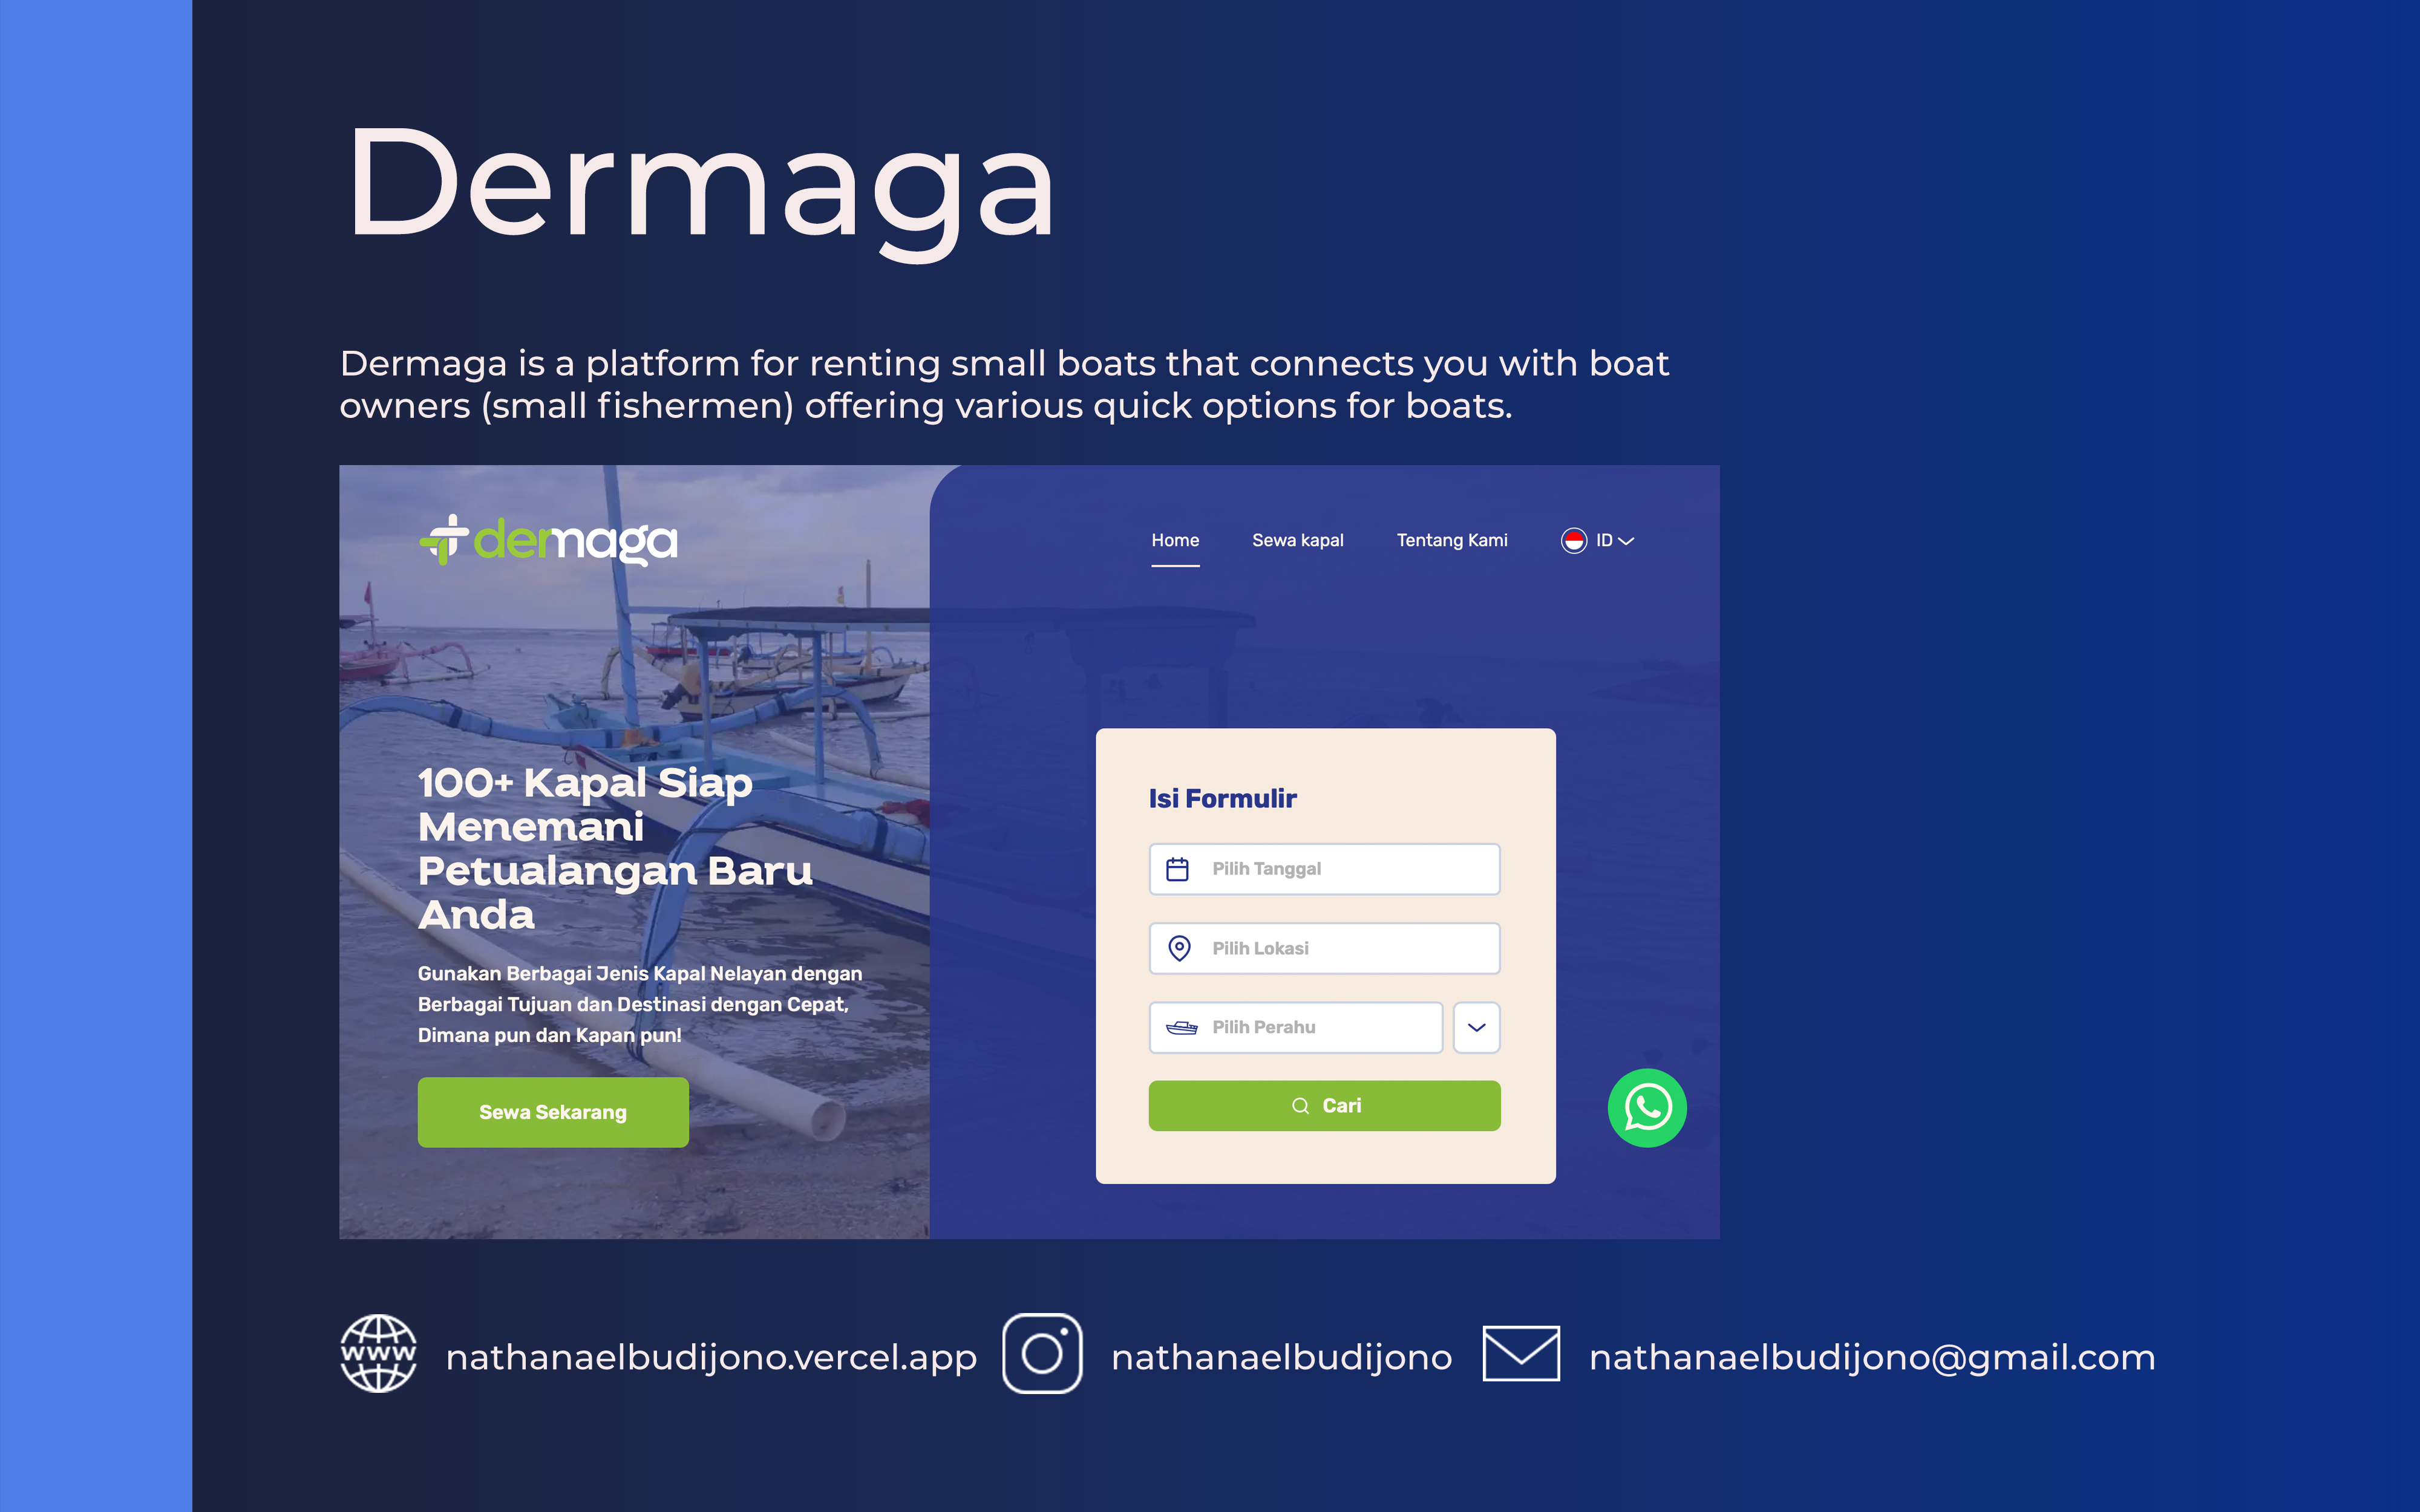 Dermaga
Dermaga is a platform for renting small boats that connects you with boat
owners (small fishermen) offering various quick options for boats.
dermaga
Home
Sewa kapal
Tentang Kami
ID
100+ Kapal Siap
Menemani
Petualangan Baru
Anda
Gunakan Berbagai Jenis Kapal Nelayan dengan
Berbagai Tujuan dan Destinasi dengan Cepat,
Dimana pun dan Kapan pun!
Sewa Sekarang
Isi Formulir
Pilih Tanggal
Pilih Lokasi
Pilih Perahu
Cari
www
nathanaelbudijono.vercel.app
nathanaelbudijono
nathanaelbudijono@gmail.com